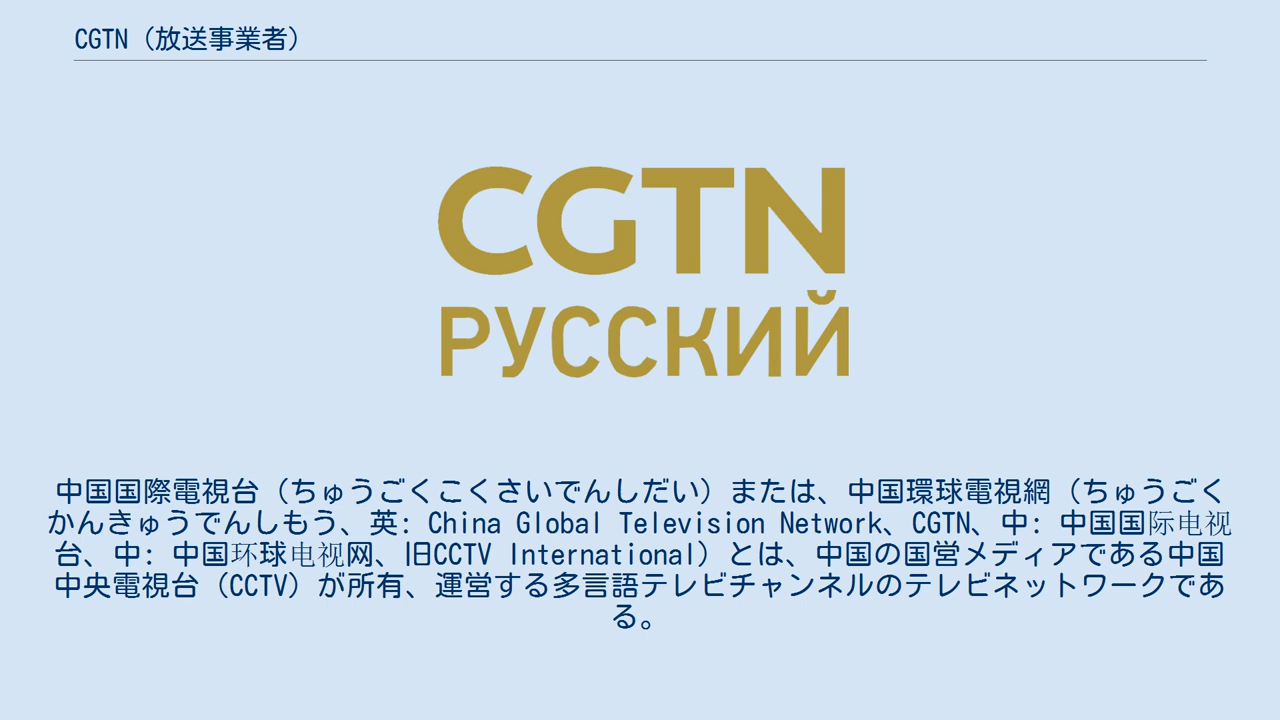 CGTN（放送事業者）
CGTN
РУССКИЙ
中国国際電視台（ちゅうごくこくさいでんしだい）または、中国環球電視網（ちゅうごく
かんきゅうでんしもう、英: China Global Television Network、CGTN、中: 中国国际电视
台、中: 中国环球电视网、旧CCTV International）とは、中国の国営メディアである中国
中央電視台（CCTV）が所有、運営する多言語テレビチャンネルのテレビネットワークであ
る。